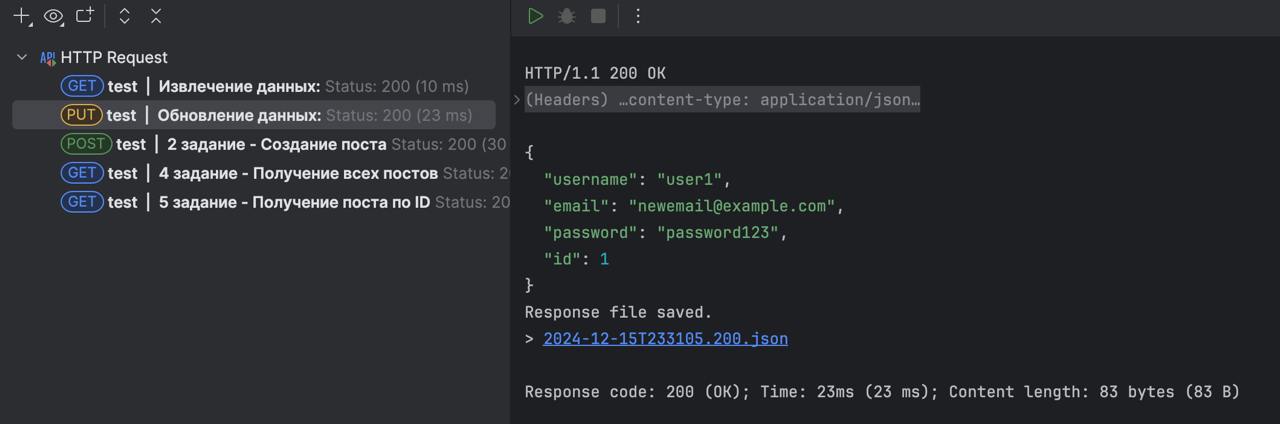 HTTP Request
GET test | Извлечение данных: Status: 200 (10 ms)
PUT test | Обновление данных: Status: 200 (23 ms)
POST test | 2 задание - Создание поста Status: 200 (30
GET test | 4 задание - Получение всех постов Status: 2
GET test | 5 задание - Получение поста по ID Status: 20
HTTP/1.1 200 OK
(Headers) …content-type: application/json…
{
"username": "user1",
"email": "newemail@example.com",
"password": "password123",
"id": 1
}
Response file saved.
> 2024-12-15T233105.200.json
Response code: 200 (OK); Time: 23ms (23 ms); Content length: 83 bytes (83 B)